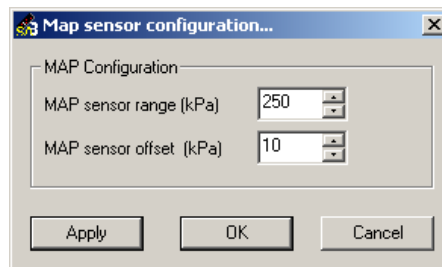 Map sensor configuration...
MAP Configuration
MAP sensor range (kPa) 250
MAP sensor offset (kPa) 10
Apply OK Cancel